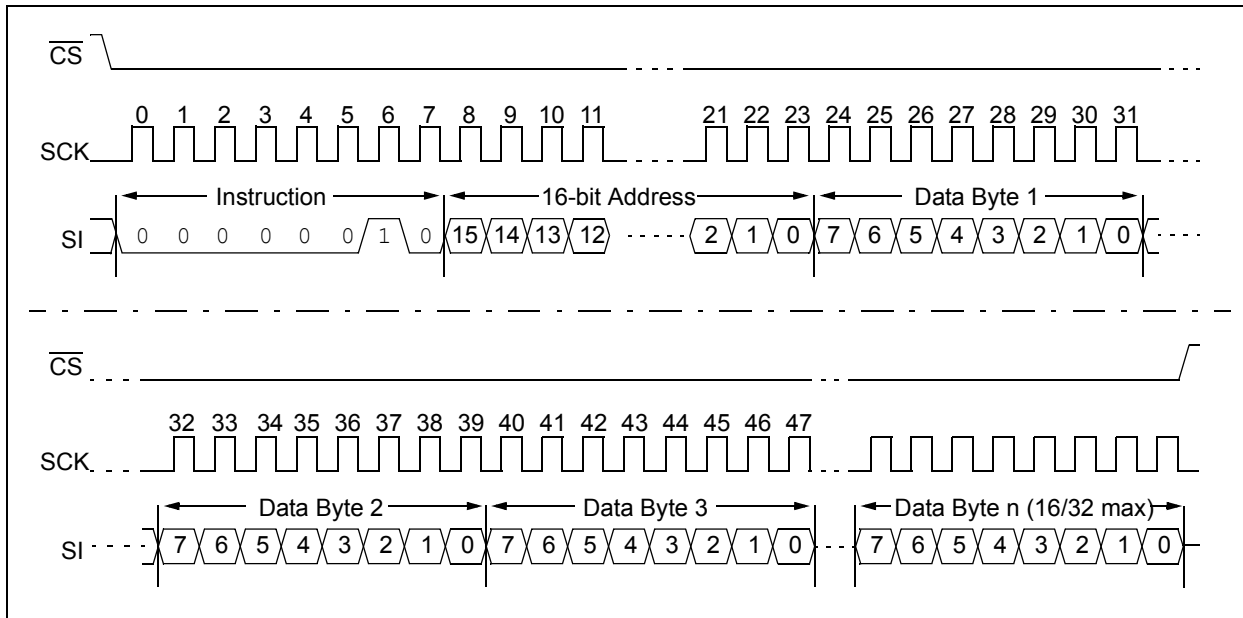 CS
0 1 2 3 4 5 6 7 8 9 10 11 21 22 23 24 25 26 27 28 29 30 31
SCK
Instruction 16-bit Address Data Byte 1
SI 0 0 0 0 0 0 1 0 15 14 13 12 2 1 0 7 6 5 4 3 2 1 0
CS
32 33 34 35 36 37 38 39 40 41 42 43 44 45 46 47
SCK
Data Byte 2 Data Byte 3 Data Byte n (16/32 max)
SI 7 6 5 4 3 2 1 0 7 6 5 4 3 2 1 0 7 6 5 4 3 2 1 0